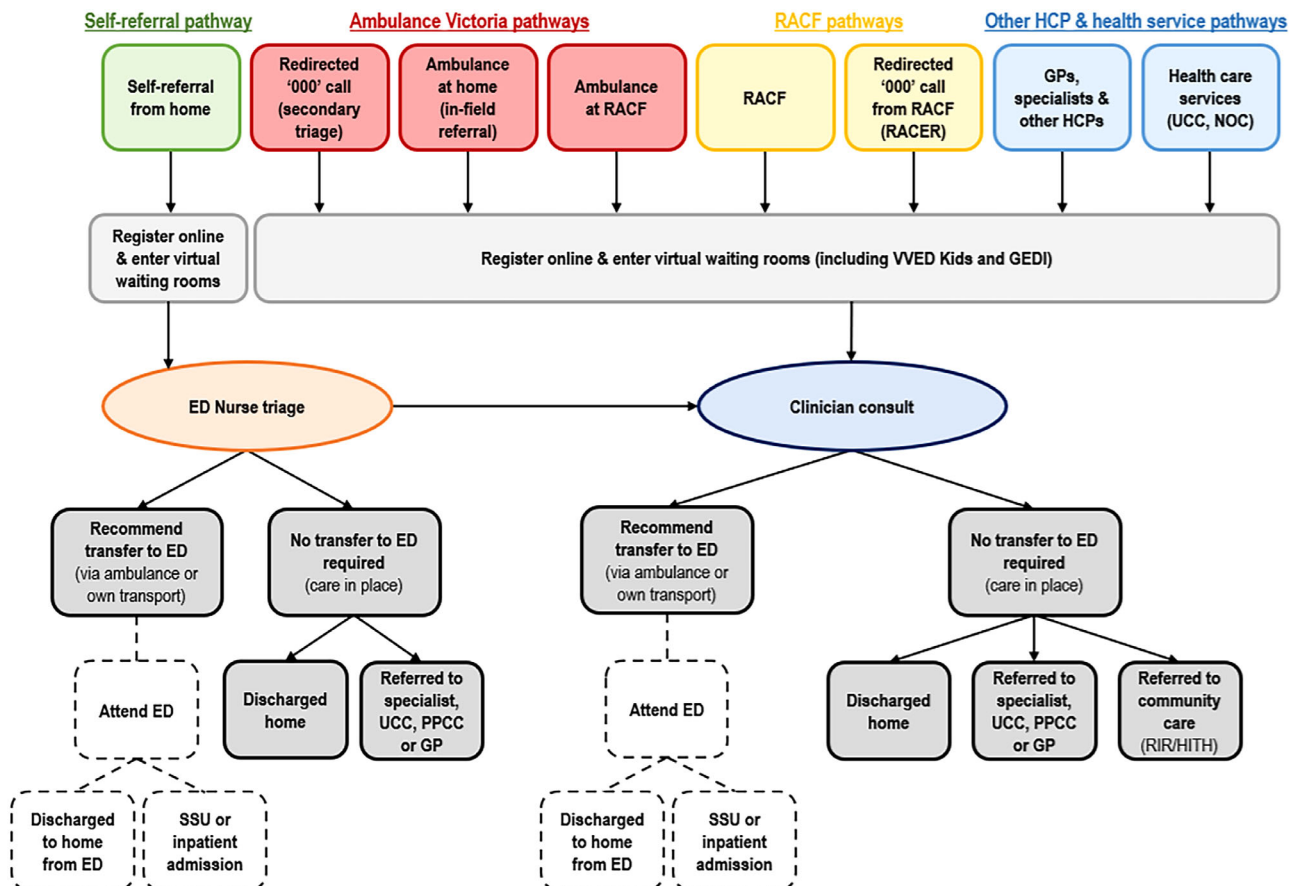 Self-referral pathway
Ambulance Victoria pathways
RACF pathways
Other HCP & health service pathways
Self-referral
from home
Redirected
‘000’ call
(secondary
triage)
Ambulance
at home
(in-field
referral)
Ambulance
at RACF
RACF
Redirected
‘000’ call
from RACF
(RACER)
GPs,
specialists &
other HCPs
Health care
services
(UCC, NOC)
Register online
& enter virtual
waiting rooms
Register online & enter virtual waiting rooms (including VVED Kids and GEDI)
ED Nurse triage
Clinician consult
Recommend
transfer to ED
(via ambulance or
own transport)
No transfer to ED
required
(care in place)
Recommend
transfer to ED
(via ambulance or
own transport)
No transfer to ED
required
(care in place)
Attend ED
Discharged
home
Referred to
specialist,
UCC, PPCC
or GP
Attend ED
Discharged
home
Referred to
specialist,
UCC, PPCC
or GP
Referred to
community
care
(RIR/HITH)
Discharged
to home
from ED
SSU or
inpatient
admission
Discharged
to home
from ED
SSU or
inpatient
admission